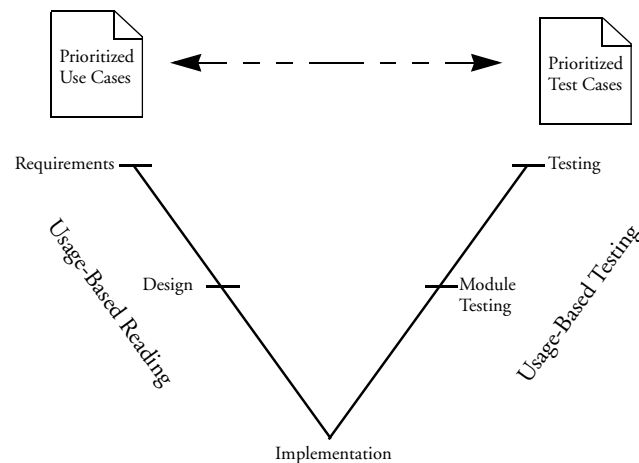 Prioritized
Use Cases
Prioritized
Test Cases
Requirements
Testing
Usage-Based Reading
Design
Module
Testing
Usage-Based Testing
Implementation